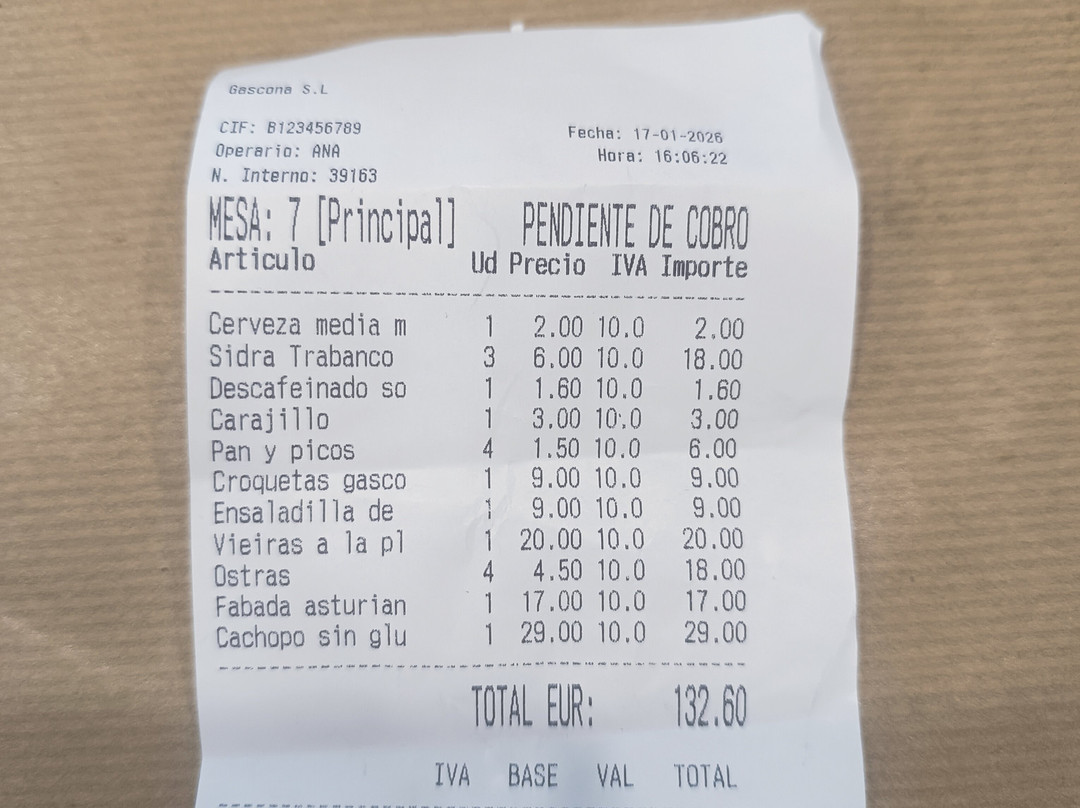 Gascona S.L
CIF: B123456789
Fecha: 17-01-2026
Operario: ANA
Hora: 16:06:22
N. Interno: 39163
MESA: 7 [Principal] PENDIENTE DE COBRO
Articulo Ud Precio IVA Importe
Cerveza media m 1 2.00 10.0 2.00
Sidra Trabanco 3 6.00 10.0 18.00
Descafeinado so 1 1.60 10.0 1.60
Carajillo 1 3.00 10.0 3.00
Pan y picos 4 1.50 10.0 6.00
Croquetas gasco 1 9.00 10.0 9.00
Ensaladilla de 1 9.00 10.0 9.00
Vieiras a la pl 1 20.00 10.0 20.00
Ostras 4 4.50 10.0 18.00
Fabada asturian 1 17.00 10.0 17.00
Cachopo sin glu 1 29.00 10.0 29.00
TOTAL EUR: 132.60
IVA BASE VAL TOTAL